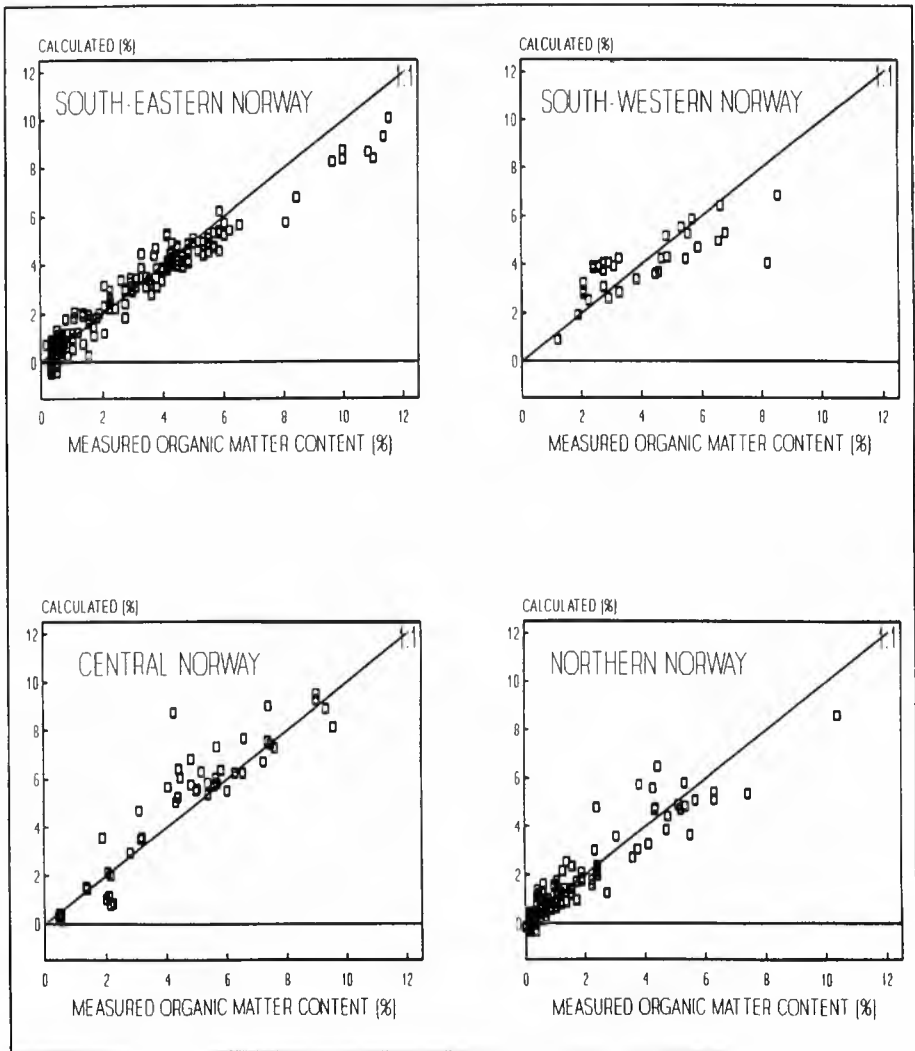 CALCULATED (%)
12
10
8
6
4
2
0
SOUTH-EASTERN NORWAY
1:1
0 2 4 6 8 10 12
MEASURED ORGANIC MATTER CONTENT (%)
CALCULATED (%)
12
10
8
6
4
2
0
SOUTH-WESTERN NORWAY
1:1
0 2 4 6 8 10 12
MEASURED ORGANIC MATTER CONTENT (%)
CALCULATED (%)
12
10
8
6
4
2
0
CENTRAL NORWAY
1:1
0 2 4 6 8 10 12
MEASURED ORGANIC MATTER CONTENT (%)
CALCULATED (%)
12
10
8
6
4
2
0
NORTHERN NORWAY
1:1
0 2 4 6 8 10 12
MEASURED ORGANIC MATTER CONTENT (%)